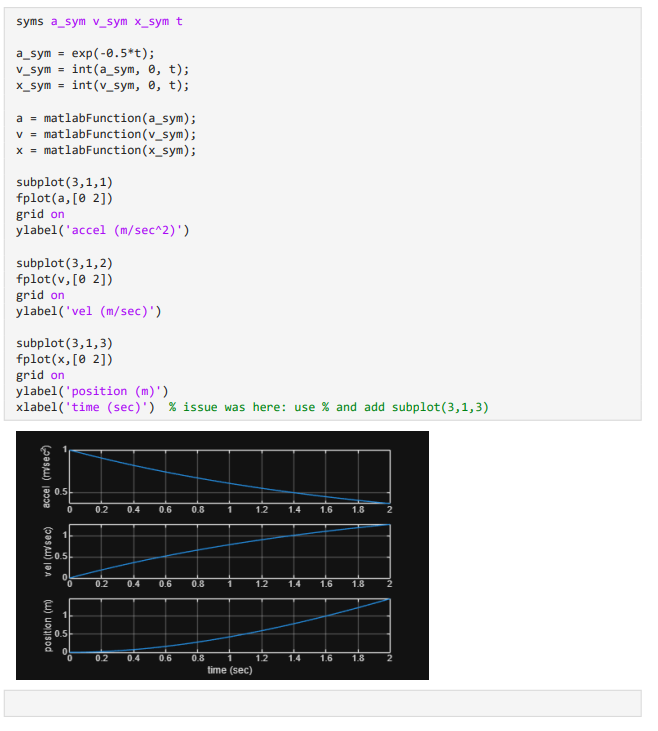 syms a_sym v_sym x_sym t
a_sym = exp(-0.5*t);
v_sym = int(a_sym, 0, t);
x_sym = int(v_sym, 0, t);
a = matlabFunction(a_sym);
v = matlabFunction(v_sym);
x = matlabFunction(x_sym);
subplot(3,1,1)
fplot(a,[0 2])
grid on
ylabel('accel (m/sec^2)')
subplot(3,1,2)
fplot(v,[0 2])
grid on
ylabel('vel (m/sec)')
subplot(3,1,3)
fplot(x,[0 2])
grid on
ylabel('position (m)')
xlabel('time (sec)') % issue was here: use % and add subplot(3,1,3)
accel (m/sec²)
1
0.5
0 0.2 0.4 0.6 0.8 1 1.2 1.4 1.6 1.8 2
vel (m/sec)
1
0.5
0
0 0.2 0.4 0.6 0.8 1 1.2 1.4 1.6 1.8 2
position (m)
1
0.5
0
0 0.2 0.4 0.6 0.8 1 1.2 1.4 1.6 1.8 2
time (sec)